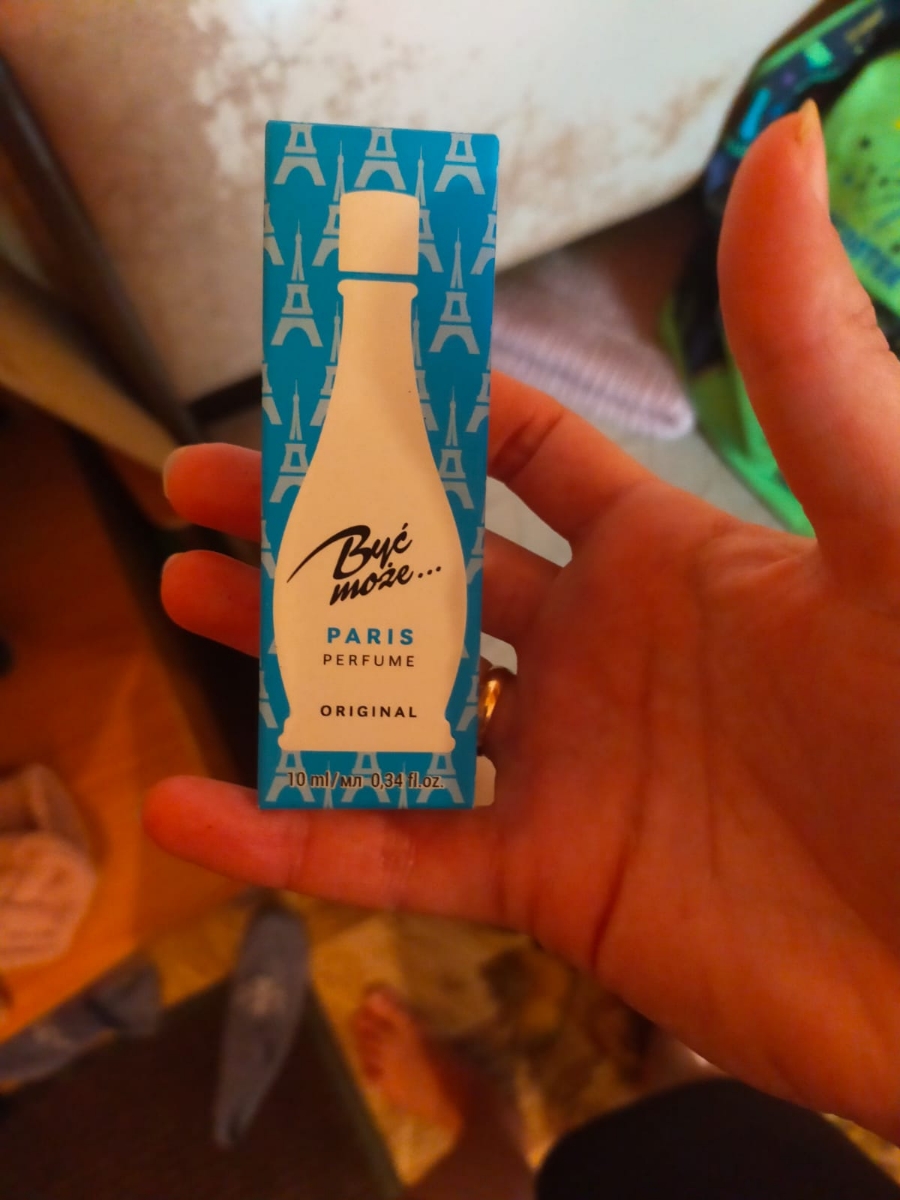 Być
może...
PARIS
PERFUME
ORIGINAL
10 ml/мл 0,34 fl.oz.